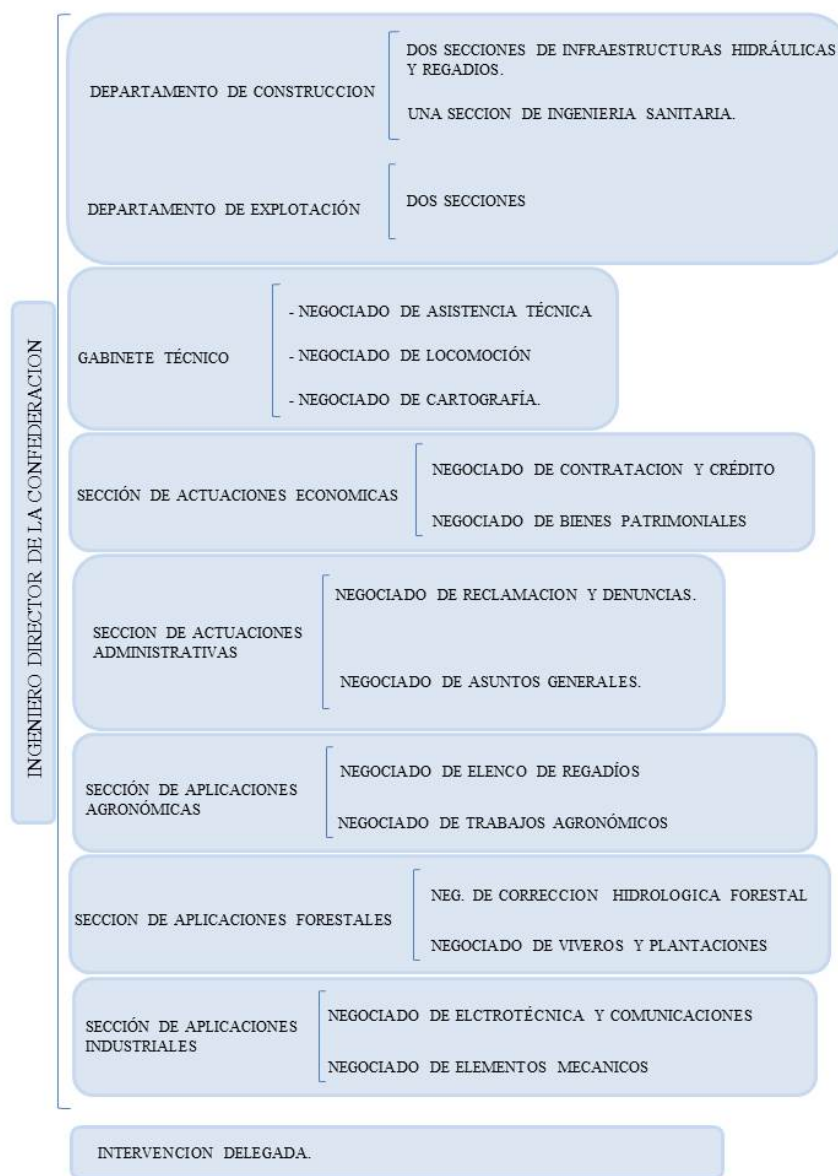 INGENIERO DIRECTOR DE LA CONFEDERACION
DEPARTAMENTO DE CONSTRUCCION
DOS SECCIONES DE INFRAESTRUCTURAS HIDRÁULICAS
Y REGADIOS.
UNA SECCION DE INGENIERIA SANITARIA.
DEPARTAMENTO DE EXPLOTACIÓN
DOS SECCIONES
GABINETE TÉCNICO
- NEGOCIADO DE ASISTENCIA TÉCNICA
- NEGOCIADO DE LOCOMOCIÓN
- NEGOCIADO DE CARTOGRAFÍA.
SECCIÓN DE ACTUACIONES ECONOMICAS
NEGOCIADO DE CONTRATACION Y CRÉDITO
NEGOCIADO DE BIENES PATRIMONIALES
SECCION DE ACTUACIONES
ADMINISTRATIVAS
NEGOCIADO DE RECLAMACION Y DENUNCIAS.
NEGOCIADO DE ASUNTOS GENERALES.
SECCIÓN DE APLICACIONES
AGRONÓMICAS
NEGOCIADO DE ELENCO DE REGADÍOS
NEGOCIADO DE TRABAJOS AGRONÓMICOS
SECCION DE APLICACIONES FORESTALES
NEG. DE CORRECCION HIDROLOGICA FORESTAL
NEGOCIADO DE VIVEROS Y PLANTACIONES
SECCIÓN DE APLICACIONES
INDUSTRIALES
NEGOCIADO DE ELCTROTÉCNICA Y COMUNICACIONES
NEGOCIADO DE ELEMENTOS MECANICOS
INTERVENCION DELEGADA.